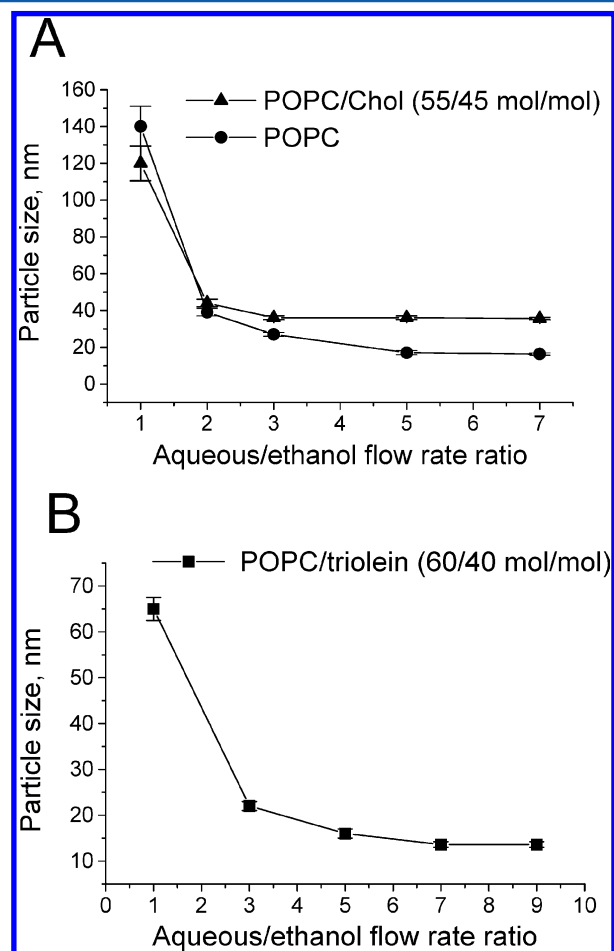 A
POPC/Chol (55/45 mol/mol)
POPC
Particle size, nm
160
140
120
100
80
60
40
20
0
1 2 3 4 5 6 7
Aqueous/ethanol flow rate ratio
B
POPC/triolein (60/40 mol/mol)
Particle size, nm
70
60
50
40
30
20
10
0 1 2 3 4 5 6 7 8 9 10
Aqueous/ethanol flow rate ratio